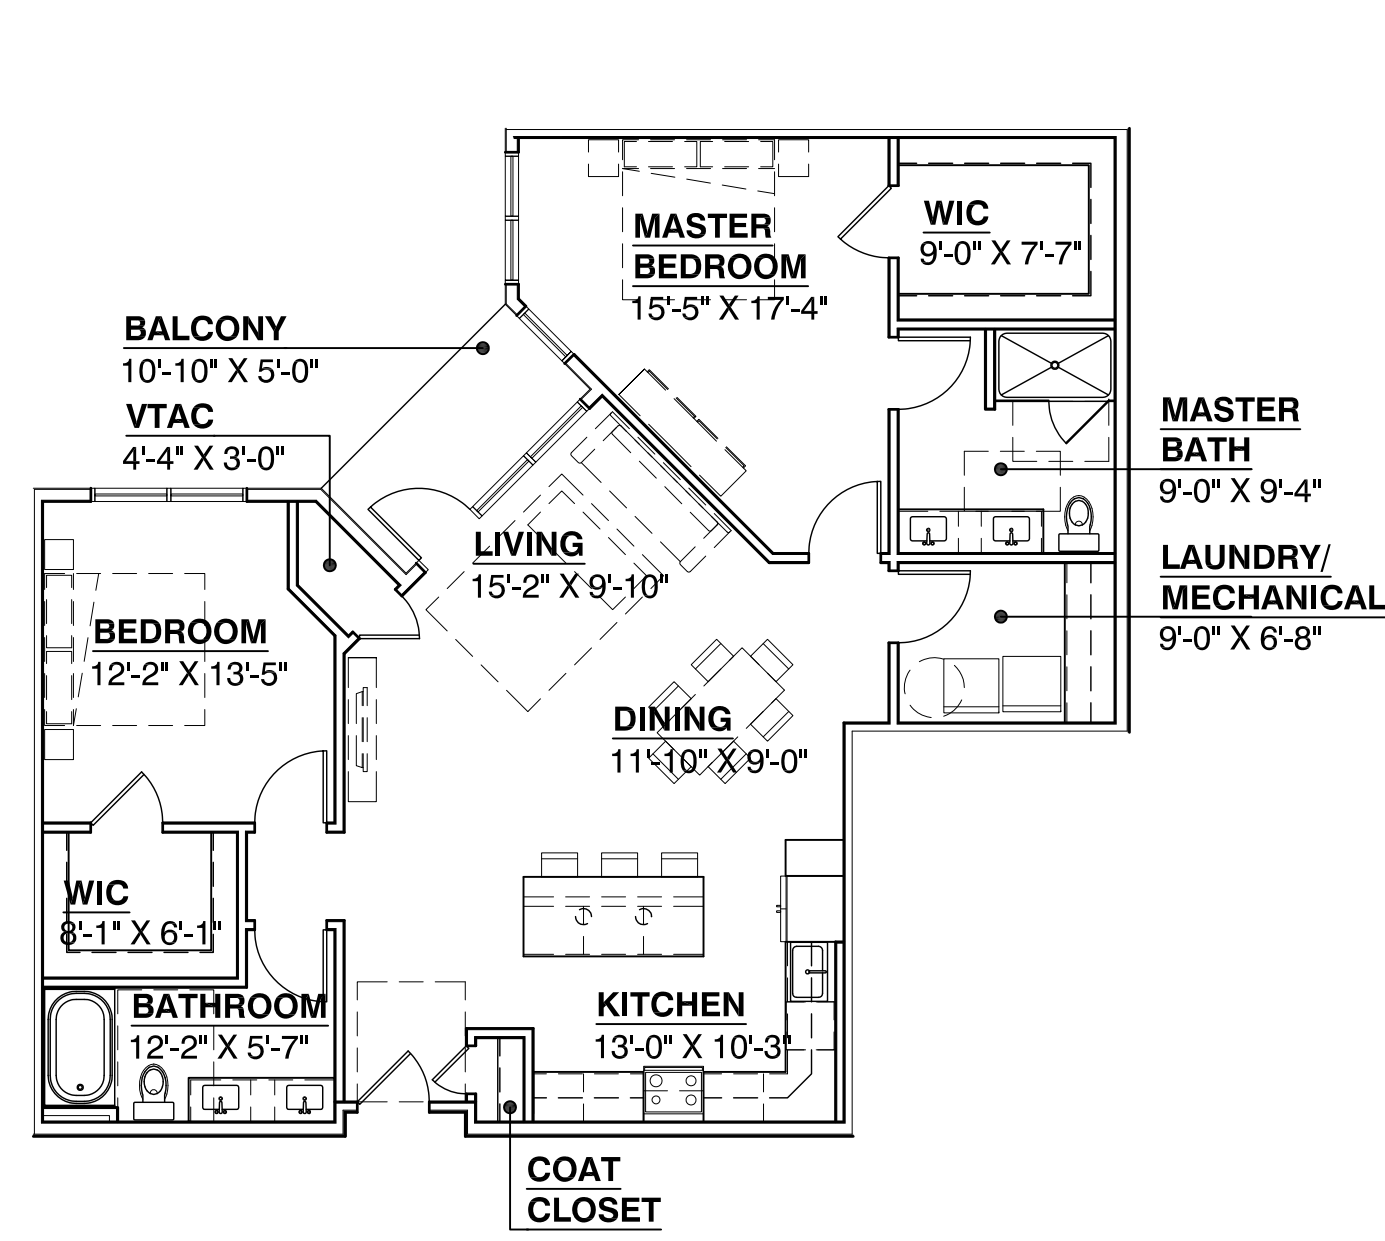 MASTER
BEDROOM
15'-5" X 17'-4"
WIC
9'-0" X 7'-7"
BALCONY
10'-10" X 5'-0"
VTAC
4'-4" X 3'-0"
MASTER
BATH
9'-0" X 9'-4"
LIVING
15'-2" X 9'-10"
LAUNDRY/
MECHANICAL
9'-0" X 6'-8"
BEDROOM
12'-2" X 13'-5"
DINING
11'-10" X 9'-0"
WIC
8'-1" X 6'-1"
BATHROOM
12'-2" X 5'-7"
KITCHEN
13'-0" X 10'-3"
COAT
CLOSET